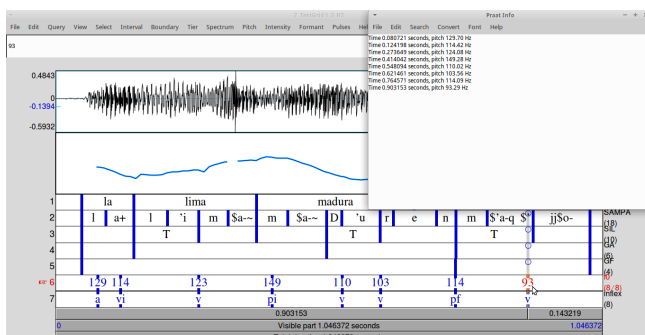 File Edit Query View Select Interval Boundary Tier Spectrum Pitch Intensity Formant Pulses
93
0.4843
0
-0.1394
-0.5932
Praat Info
File Edit Search Convert Font Help
Time 0.080721 seconds, pitch 129.70 Hz
Time 0.124198 seconds, pitch 114.42 Hz
Time 0.273649 seconds, pitch 124.08 Hz
Time 0.414042 seconds, pitch 149.28 Hz
Time 0.548094 seconds, pitch 110.02 Hz
Time 0.621461 seconds, pitch 103.56 Hz
Time 0.764571 seconds, pitch 114.09 Hz
Time 0.903153 seconds, pitch 93.29 Hz
1 la lima madura
2 l a+ l 'i m $a-~ m $a-~ D 'u r e n m $'a-q $ jj$o- SAMPA
(18)
3 T T T SIL
(10)
4 GA
(6)
5 GF
(4)
6 129 114 123 149 110 103 114 93 f0
(8/8)
7 a vi v pi v v pf v Inflex
(8)
0.903153 0.143219
0 Visible part 1.046372 seconds 1.046372